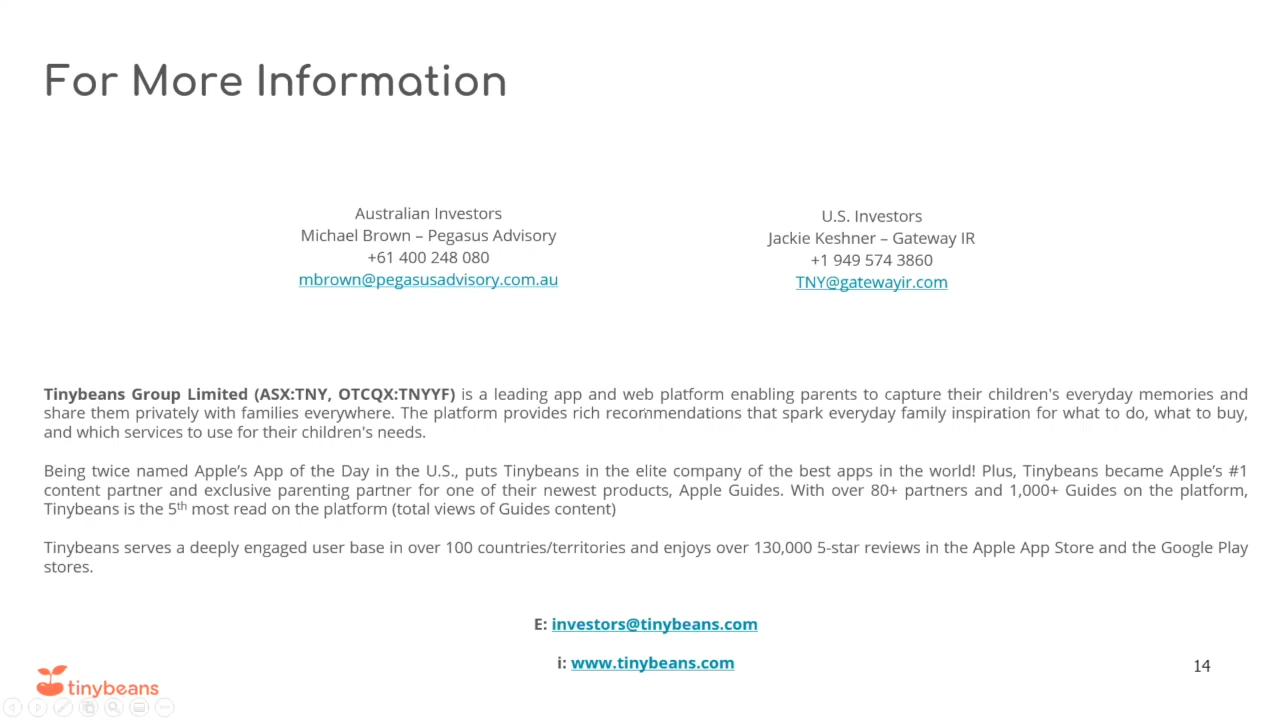 For More Information
Australian Investors
Michael Brown – Pegasus Advisory
+61 400 248 080
mbrown@pegasusadvisory.com.au
U.S. Investors
Jackie Keshner – Gateway IR
+1 949 574 3860
TNY@gatewayir.com
Tinybeans Group Limited (ASX:TNY, OTCQX:TNYYF) is a leading app and web platform enabling parents to capture their children's everyday memories and
share them privately with families everywhere. The platform provides rich recommendations that spark everyday family inspiration for what to do, what to buy,
and which services to use for their children's needs.
Being twice named Apple’s App of the Day in the U.S., puts Tinybeans in the elite company of the best apps in the world! Plus, Tinybeans became Apple’s #1
content partner and exclusive parenting partner for one of their newest products, Apple Guides. With over 80+ partners and 1,000+ Guides on the platform,
Tinybeans is the 5th most read on the platform (total views of Guides content)
Tinybeans serves a deeply engaged user base in over 100 countries/territories and enjoys over 130,000 5-star reviews in the Apple App Store and the Google Play
stores.
E: investors@tinybeans.com
i: www.tinybeans.com
tinybeans
14